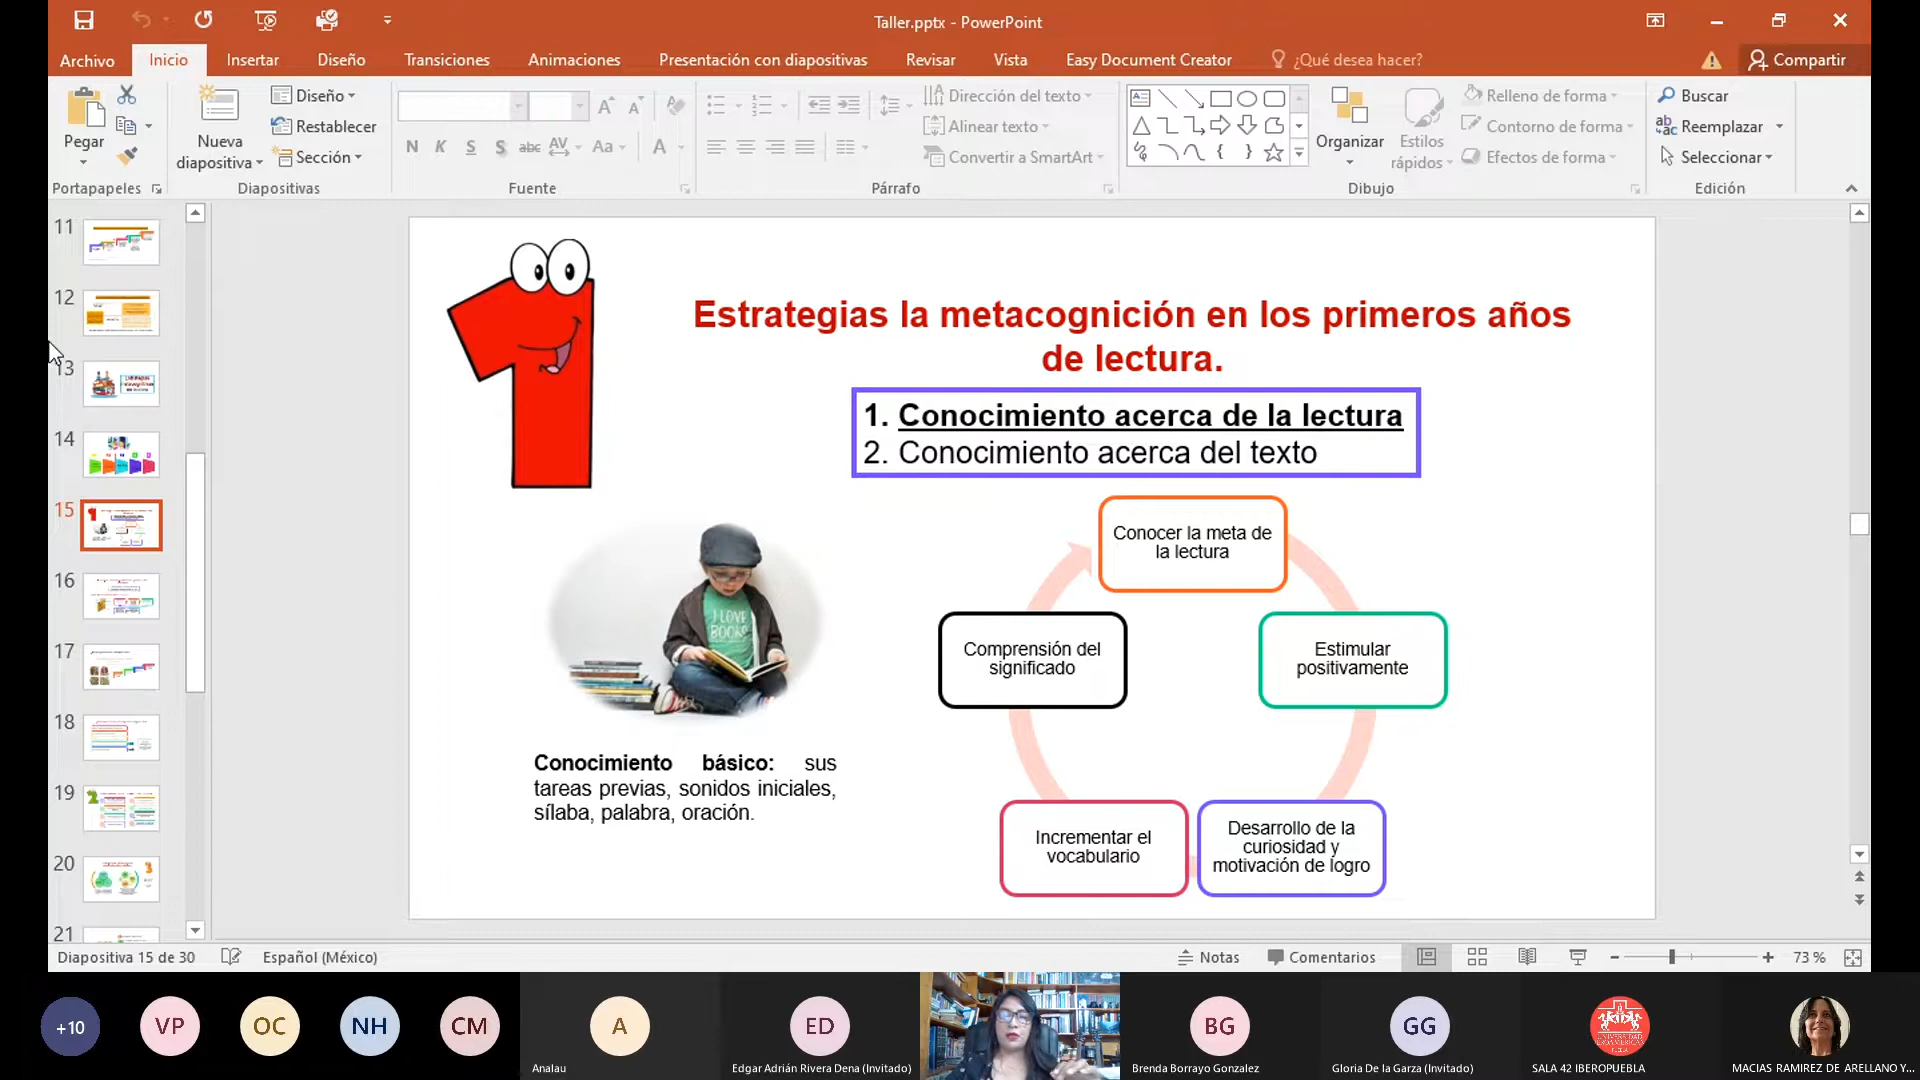 Taller.pptx - PowerPoint
Archivo
Inicio
Insertar
Diseño
Transiciones
Animaciones
Presentación con diapositivas
Revisar
Vista
Easy Document Creator
¿Qué desea hacer?
Compartir
Pegar
Nueva
diapositiva
Diseño
Restablecer
Sección
N K S S abc AV Aa A
Dirección del texto
Alinear texto
Convertir a SmartArt
Organizar
Estilos
rápidos
Relleno de forma
Contorno de forma
Efectos de forma
Buscar
Reemplazar
Seleccionar
Portapapeles
Diapositivas
Fuente
Párrafo
Dibujo
Edición
11
12
13
14
15
16
17
18
19
20
21
Estrategias la metacognición en los primeros años
de lectura.
1. Conocimiento acerca de la lectura
2. Conocimiento acerca del texto
I LOVE
BOOKS
Conocimiento básico: sus
tareas previas, sonidos iniciales,
sílaba, palabra, oración.
Conocer la meta de
la lectura
Estimular
positivamente
Desarrollo de la
curiosidad y
motivación de logro
Incrementar el
vocabulario
Comprensión del
significado
Diapositiva 15 de 30
Español (México)
Notas
Comentarios
73 %
+10
VP
OC
NH
CM
A
Analau
ED
Edgar Adrián Rivera Dena (Invitado)
BG
Brenda Borrayo Gonzalez
GG
Gloria De la Garza (Invitado)
SALA 42 IBEROPUEBLA
MACIAS RAMIREZ DE ARELLANO Y...